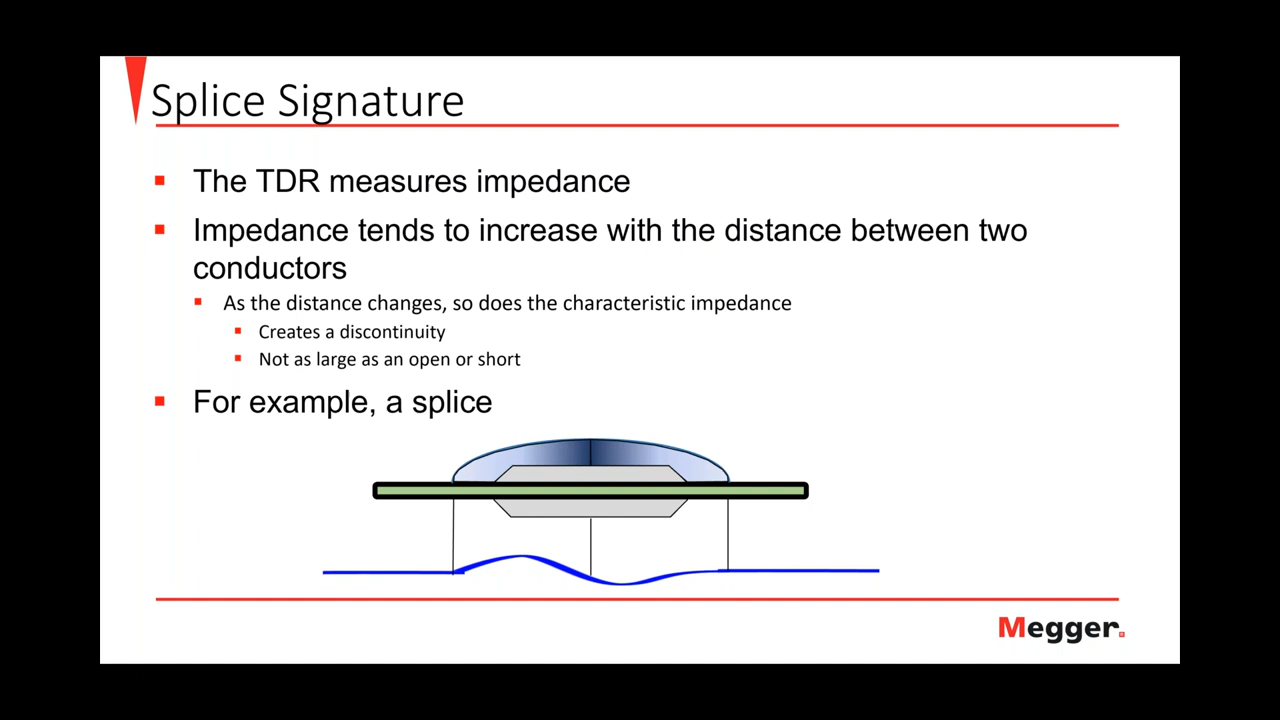 Splice Signature
The TDR measures impedance
Impedance tends to increase with the distance between two
conductors
As the distance changes, so does the characteristic impedance
Creates a discontinuity
Not as large as an open or short
For example, a splice
Megger.